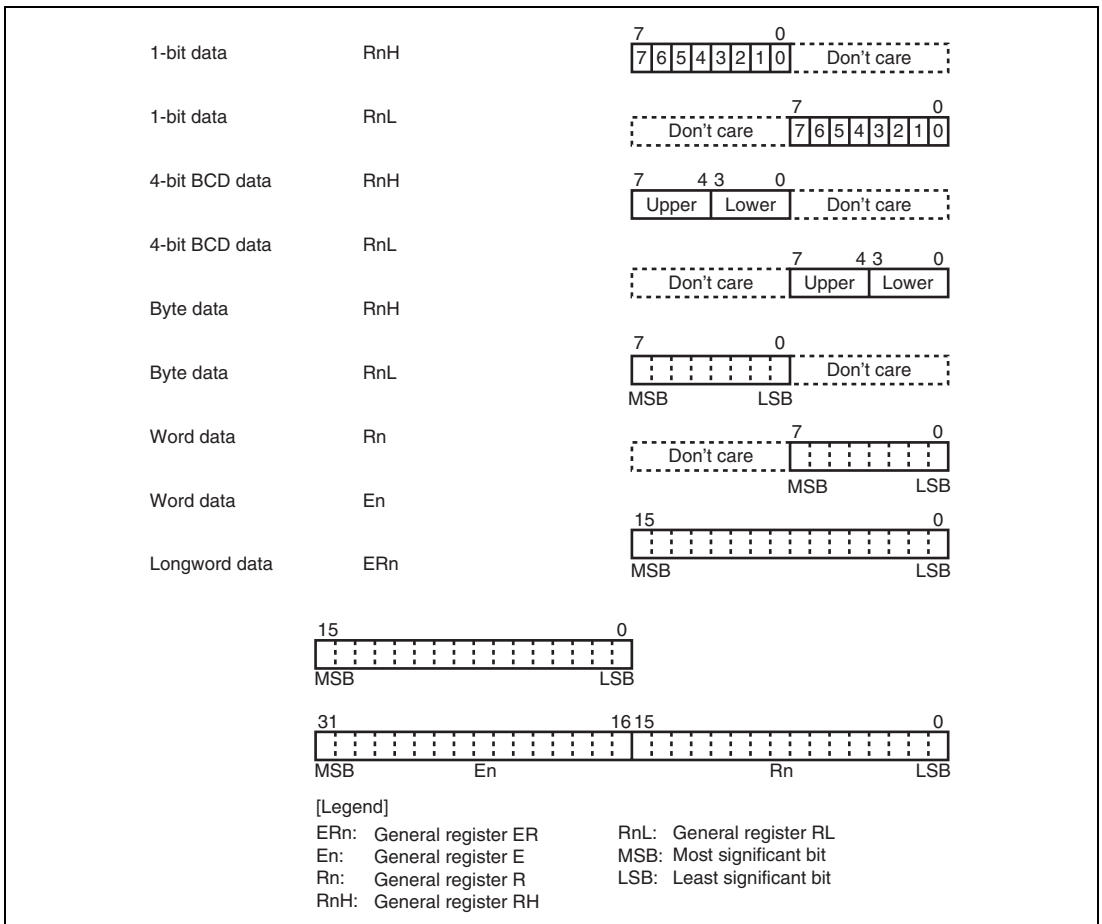 7 0
1-bit data RnH 7 6 5 4 3 2 1 0 Don't care
7 0
1-bit data RnL Don't care 7 6 5 4 3 2 1 0
4-bit BCD data RnH 7 4 3 0
Upper Lower Don't care
4-bit BCD data RnL
7 4 3 0
Don't care Upper Lower
Byte data RnH
7 0
Byte data RnL Don't care
MSB LSB
Word data Rn 7 0
Don't care
MSB LSB
Word data En
15 0
Longword data ERn
MSB LSB
15 0
MSB LSB
31 16 15 0
MSB En Rn LSB
[Legend]
ERn: General register ER RnL: General register RL
En: General register E MSB: Most significant bit
Rn: General register R LSB: Least significant bit
RnH: General register RH